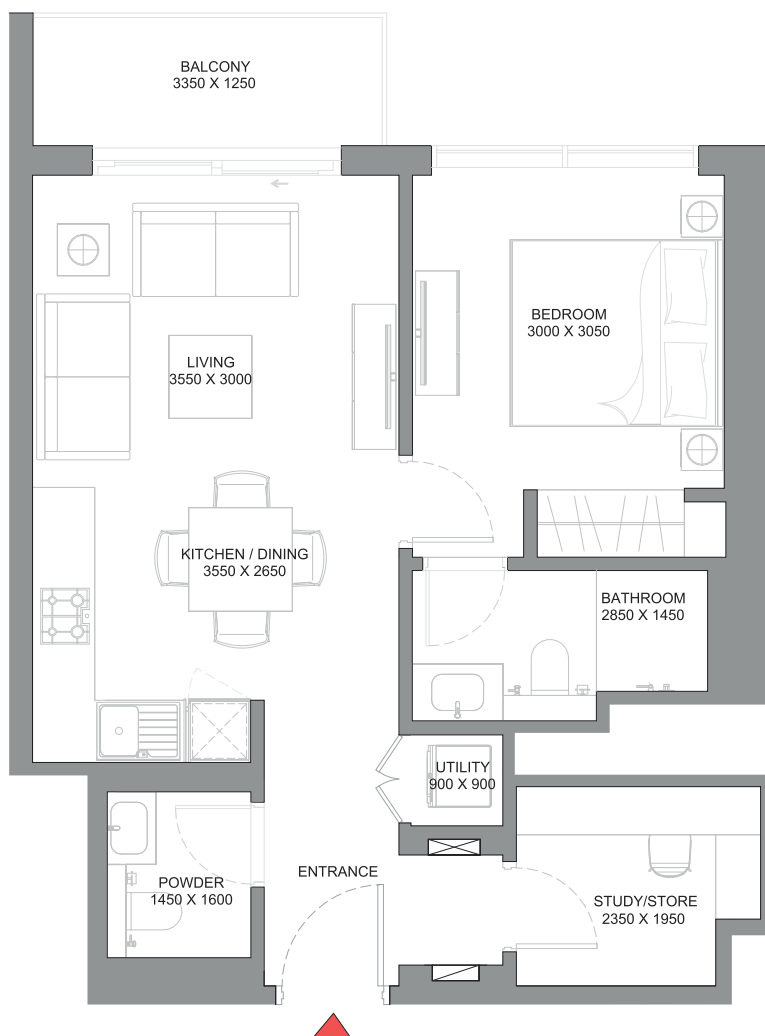 BALCONY
3350 X 1250
BEDROOM
3000 X 3050
LIVING
3550 X 3000
KITCHEN / DINING
3550 X 2650
BATHROOM
2850 X 1450
UTILITY
900 X 900
ENTRANCE
POWDER
1450 X 1600
STUDY/STORE
2350 X 1950